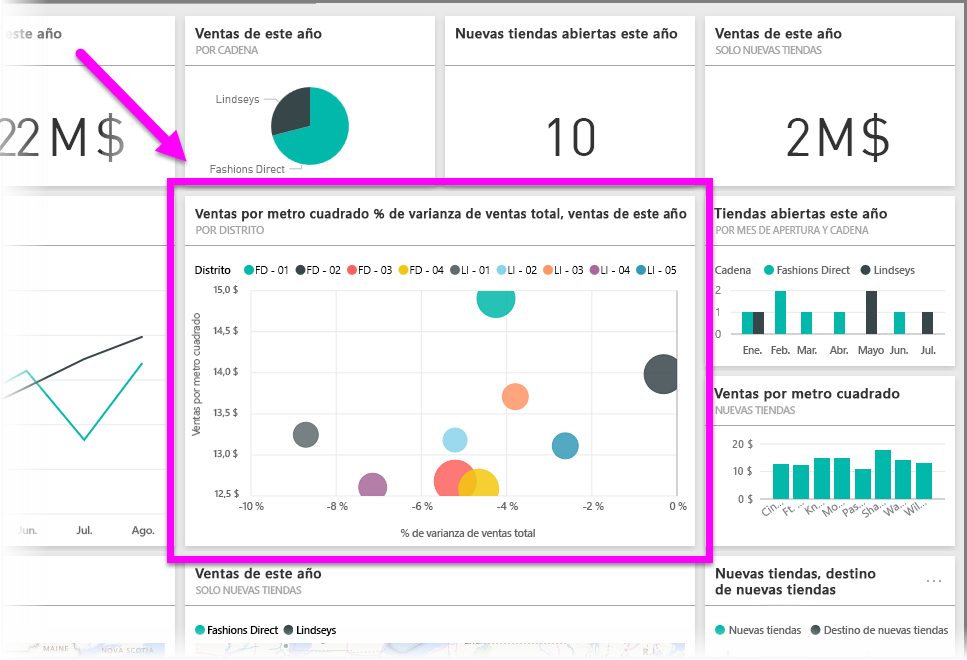 este año
22 M $
Ventas de este año
POR CADENA
Lindseys
Fashions Direct
Nuevas tiendas abiertas este año
10
Ventas de este año
SOLO NUEVAS TIENDAS
2M $
Ventas por metro cuadrado % de varianza de ventas total, ventas de este año
POR DISTRITO
Distrito FD - 01 FD - 02 FD - 03 FD - 04 LI - 01 LI - 02 LI - 03 LI - 04 LI - 05
Ventas por metro cuadrado
15,0 $
14,5 $
14,0 $
13,5 $
13,0 $
12,5 $
-10 % -8 % -6 % -4 % -2 % 0 %
% de varianza de ventas total
Tiendas abiertas este año
POR MES DE APERTURA Y CADENA
Cadena Fashions Direct Lindseys
2
1
0
Ene. Feb. Mar. Abr. Mayo Jun. Jul.
Ventas por metro cuadrado
NUEVAS TIENDAS
20 $
10 $
0 $
Cin... Ft. ... Kn... Mo... Pas... Sha... Wa... Wil...
Jun. Jul. Ago.
Ventas de este año
SOLO NUEVAS TIENDAS
Fashions Direct Lindseys
Nuevas tiendas, destino
de nuevas tiendas
...
Nuevas tiendas Destino de nuevas tiendas
MAINE
NOVA SCOTIA